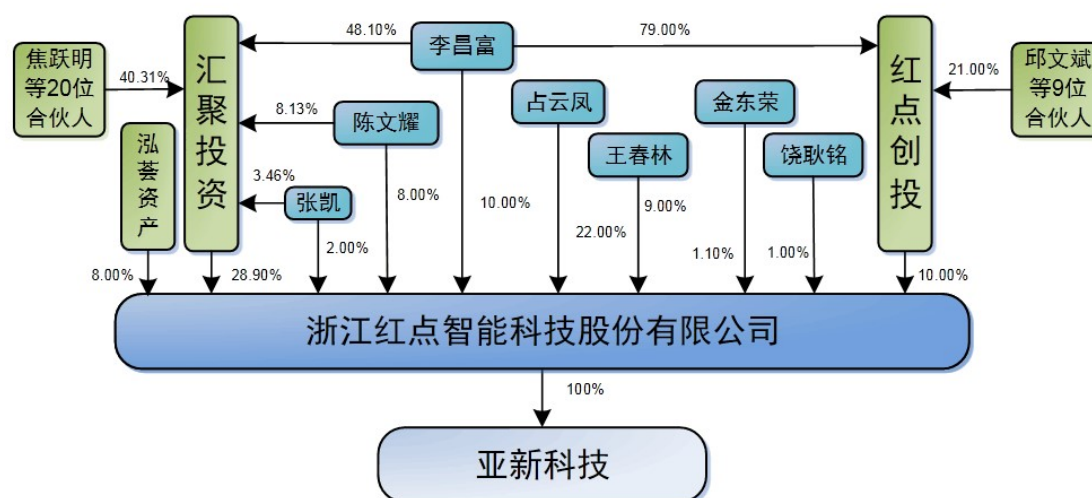 48.10%
李昌富
79.00%
焦跃明
等20位
合伙人
40.31%
汇聚投资
红点创投
21.00%
邱文斌
等9位
合伙人
8.13%
陈文耀
占云凤
金东荣
泓荟资产
3.46%
张凯
王春林
饶耿铭
8.00%
10.00%
9.00%
22.00%
2.00%
1.10%
1.00%
8.00%
28.90%
10.00%
浙江红点智能科技股份有限公司
100%
亚新科技